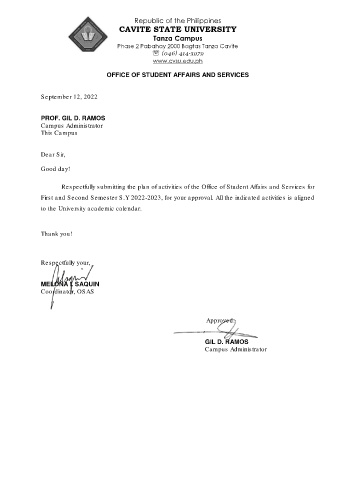 Republic of the Philippines
CAVITE STATE UNIVERSITY
Tanza Campus
Phase 2 Pabahay 2000 Bagtas Tanza Cavite
☏ (046) 414-3979
www.cvsu.edu.ph
OFFICE OF STUDENT AFFAIRS AND SERVICES
September 12, 2022
PROF. GIL D. RAMOS
Campus Administrator
This Campus
Dear Sir,
Good day!
Respectfully submitting the plan of activities of the Office of Student Affairs and Services for
First and Second Semester S.Y 2022-2023, for your approval. All the indicated activities is aligned
to the University academic calendar.
Thank you!
Respectfully your,
MELONA I. SAQUIN
Coordinator, OSAS
Approved:
GIL D. RAMOS
Campus Administrator